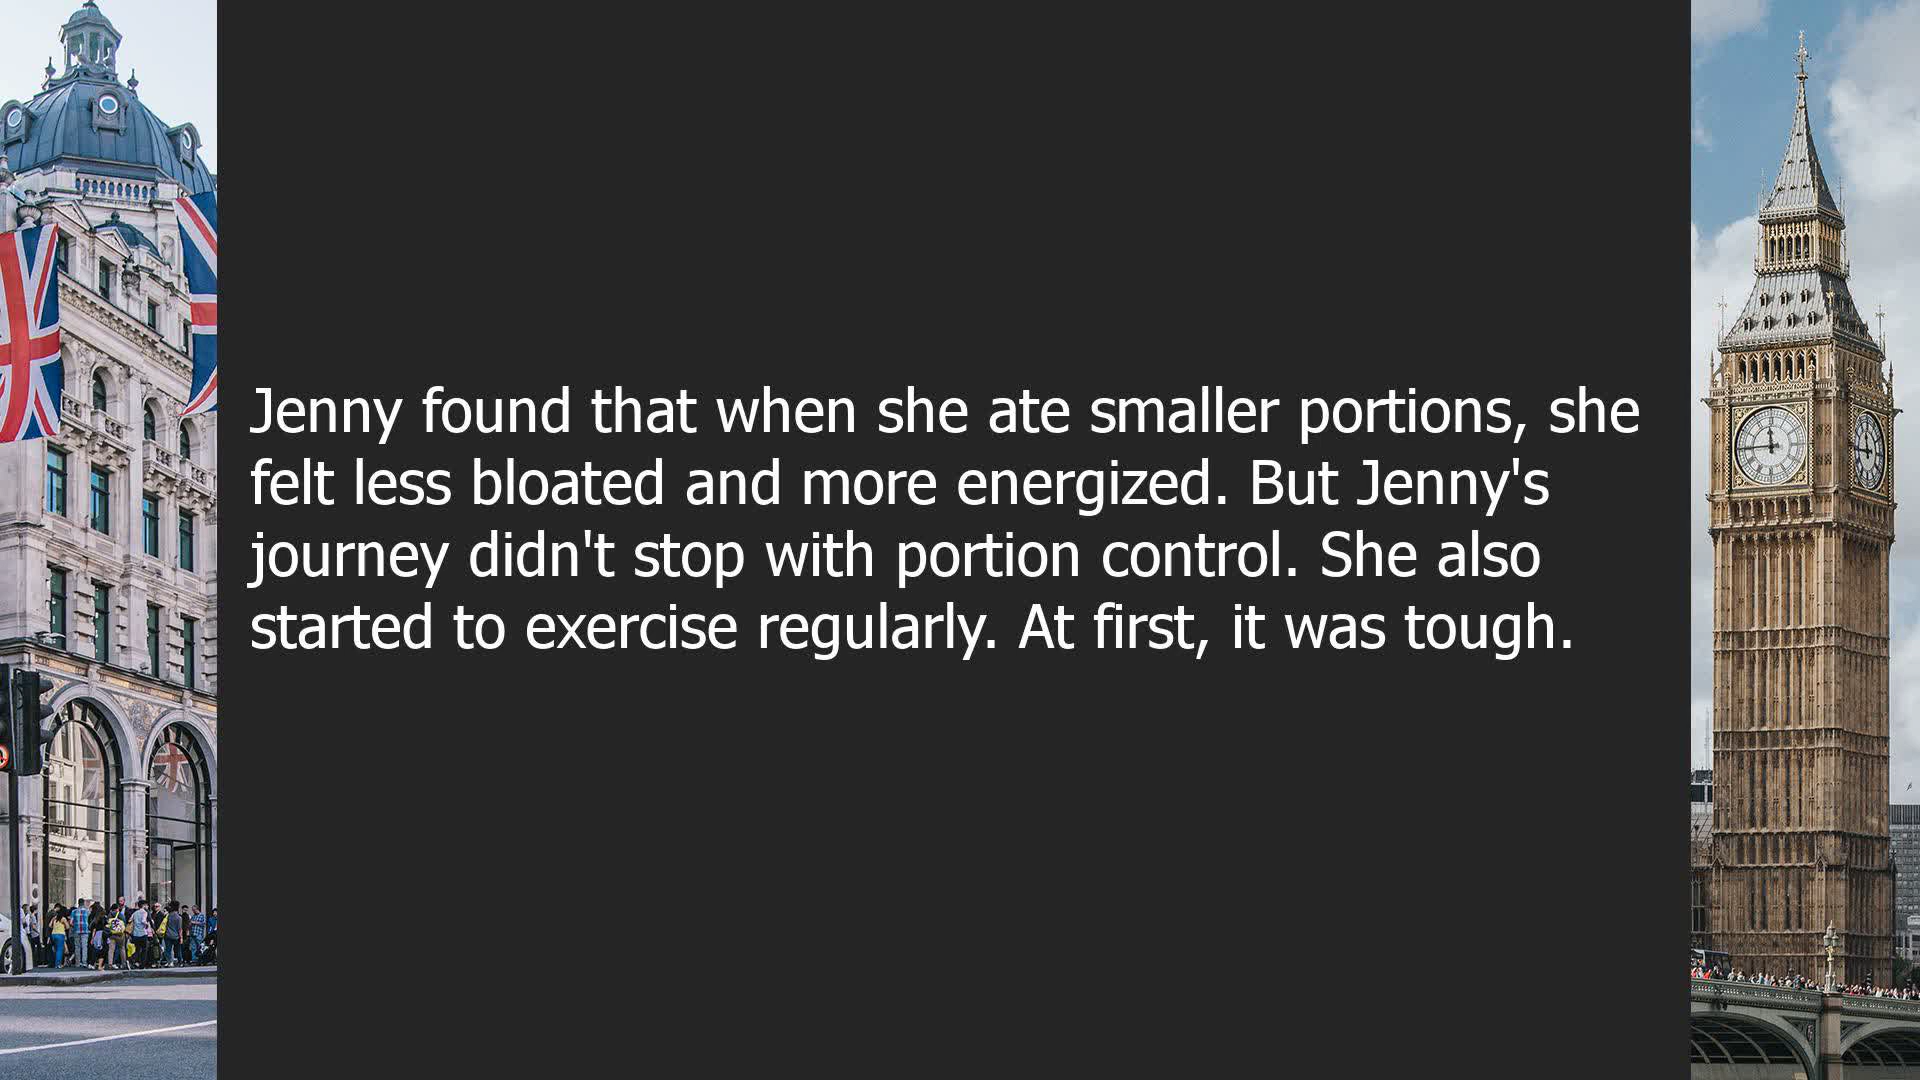 Jenny found that when she ate smaller portions, she
felt less bloated and more energized. But Jenny's
journey didn't stop with portion control. She also
started to exercise regularly. At first, it was tough.